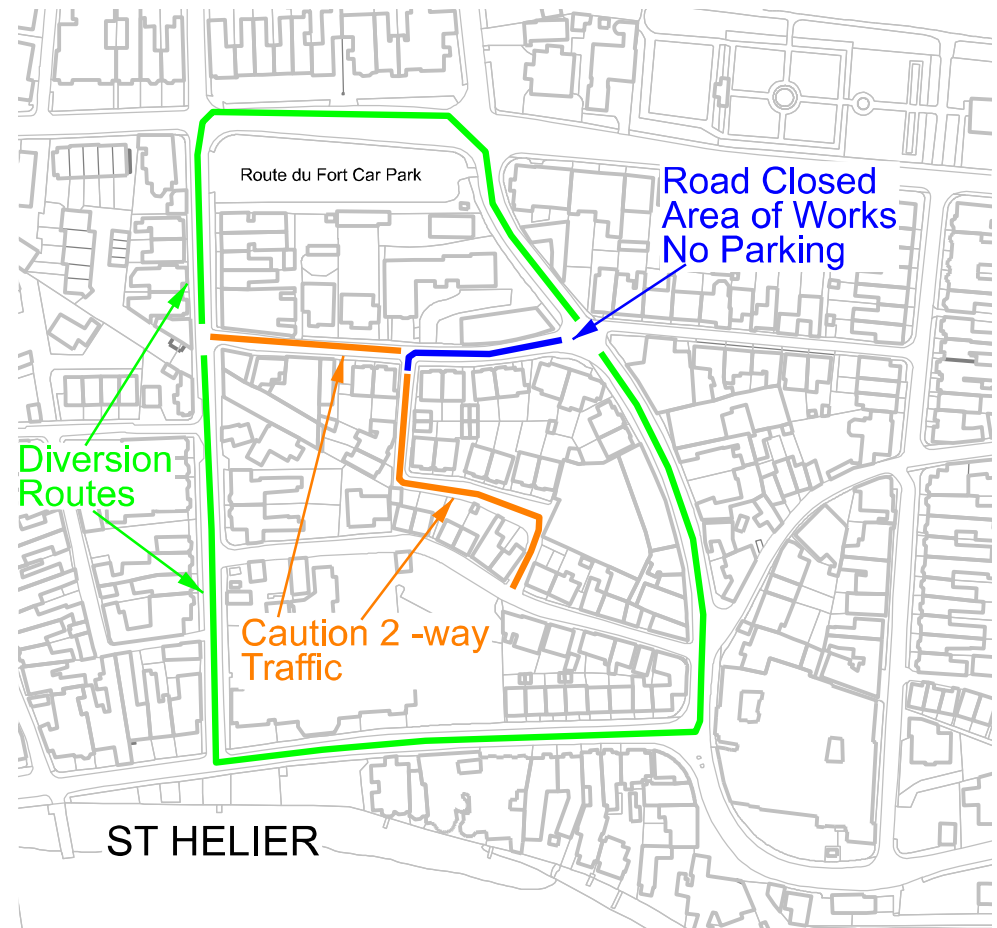 Route du Fort Car Park
Road Closed
Area of Works
No Parking
Diversion
Routes
Caution 2 -way
Traffic
ST HELIER